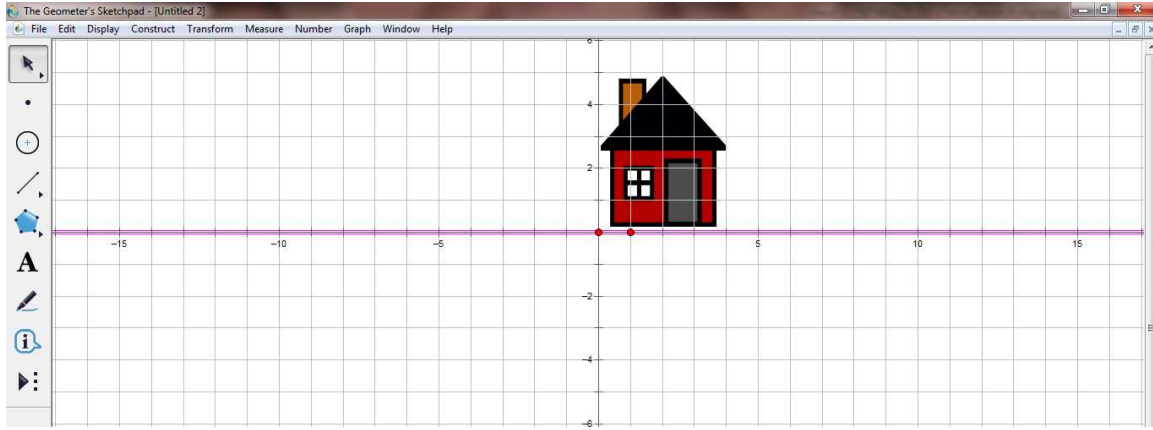 The Geometer's Sketchpad - [Untitled 2]
File Edit Display Construct Transform Measure Number Graph Window Help
6
4
2
-15 -10 -5 5 10 15
-2
-4
-6
A
i